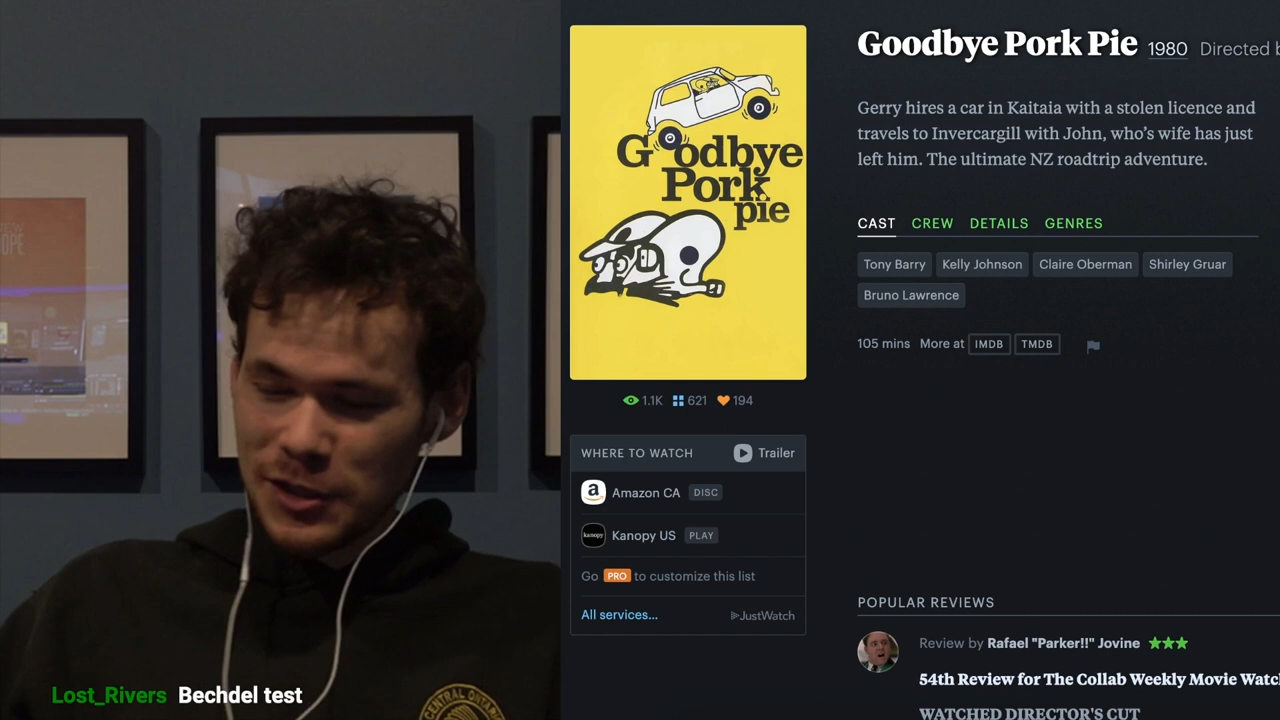 Goodbye Pork Pie 1980 Directed b
Gerry hires a car in Kaitaia with a stolen licence and
travels to Invercargill with John, who's wife has just
left him. The ultimate NZ roadtrip adventure.
CAST CREW DETAILS GENRES
Tony Barry Kelly Johnson Claire Oberman Shirley Gruar
Bruno Lawrence
105 mins More at IMDB TMDB
Goodbye
Pork
pie
1.1K 621 194
WHERE TO WATCH Trailer
Amazon CA DISC
kanopy Kanopy US PLAY
Go PRO to customize this list
All services... JustWatch
POPULAR REVIEWS
Review by Rafael "Parker!!" Jovine ★★★
54th Review for The Collab Weekly Movie Watc
WATCHED DIRECTOR'S CUT
OPE
CENTRAL ONTAR
Lost_Rivers Bechdel test